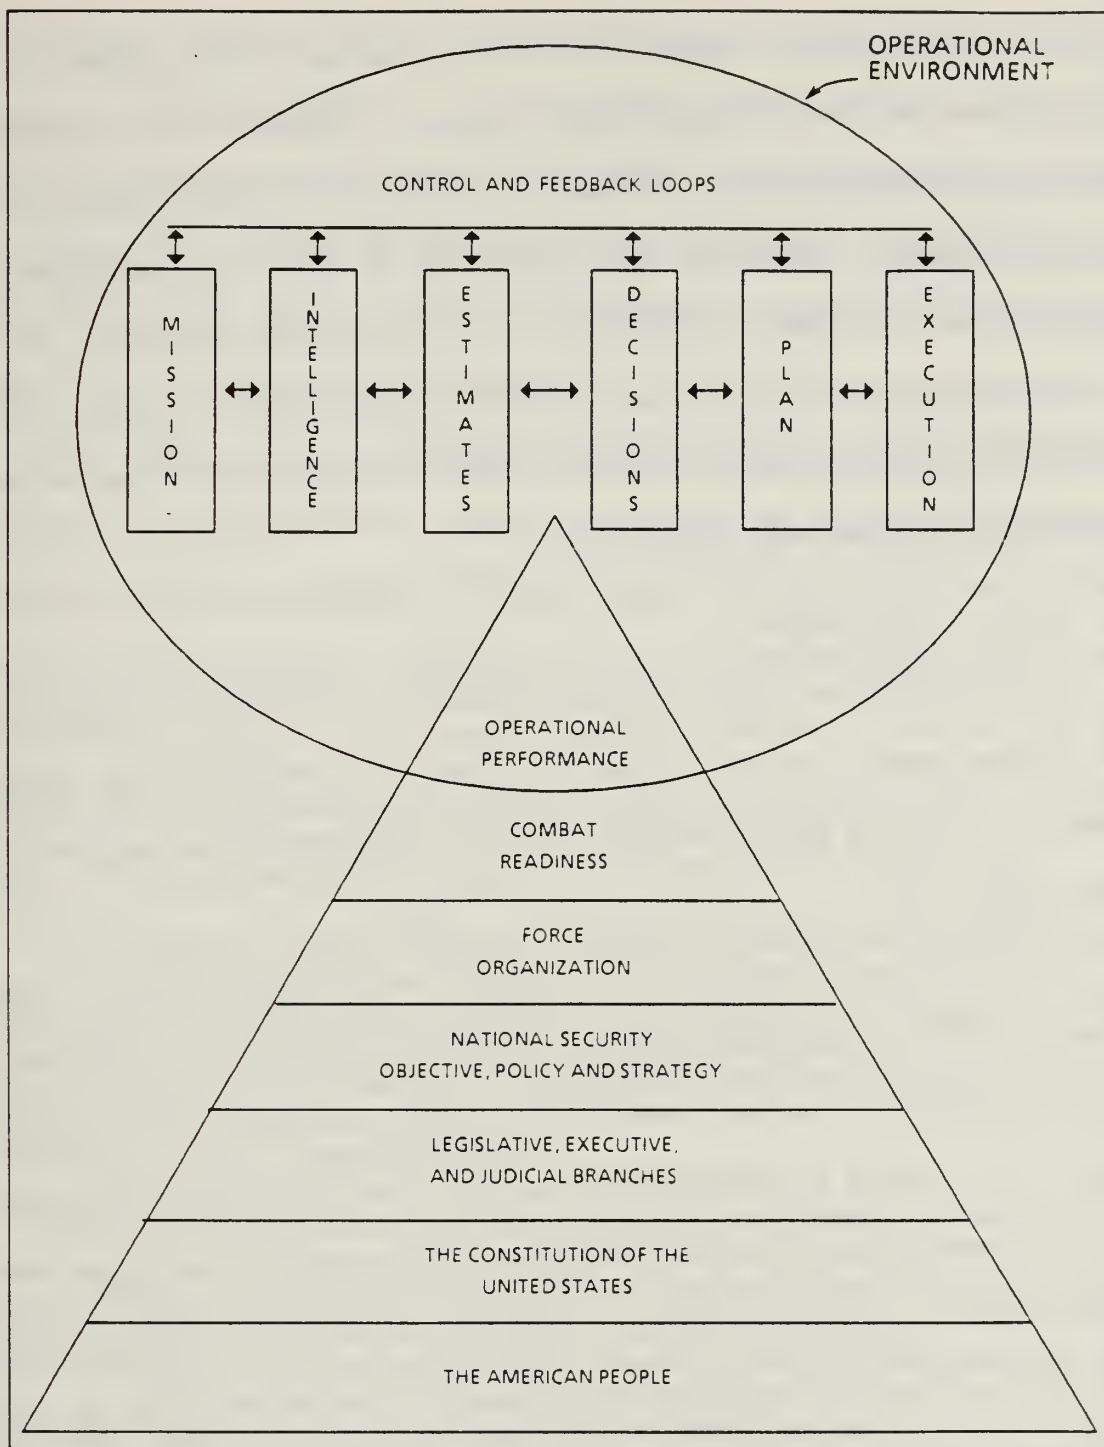 OPERATIONAL
ENVIRONMENT
CONTROL AND FEEDBACK LOOPS
MISSION
INTELLIGENCE
ESTIMATES
DECISIONS
PLAN
EXECUTION
OPERATIONAL
PERFORMANCE
COMBAT
READINESS
FORCE
ORGANIZATION
NATIONAL SECURITY
OBJECTIVE, POLICY AND STRATEGY
LEGISLATIVE, EXECUTIVE,
AND JUDICIAL BRANCHES
THE CONSTITUTION OF THE
UNITED STATES
THE AMERICAN PEOPLE